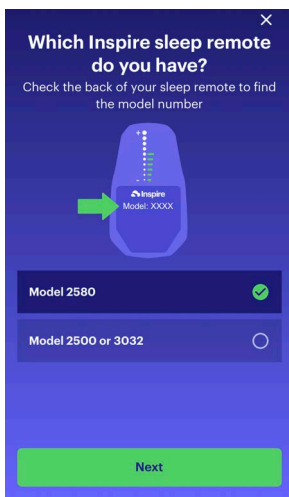 Which Inspire sleep remote
do you have?
Check the back of your sleep remote to find
the model number
Inspire
Model: XXXX
Model 2580
Model 2500 or 3032
Next